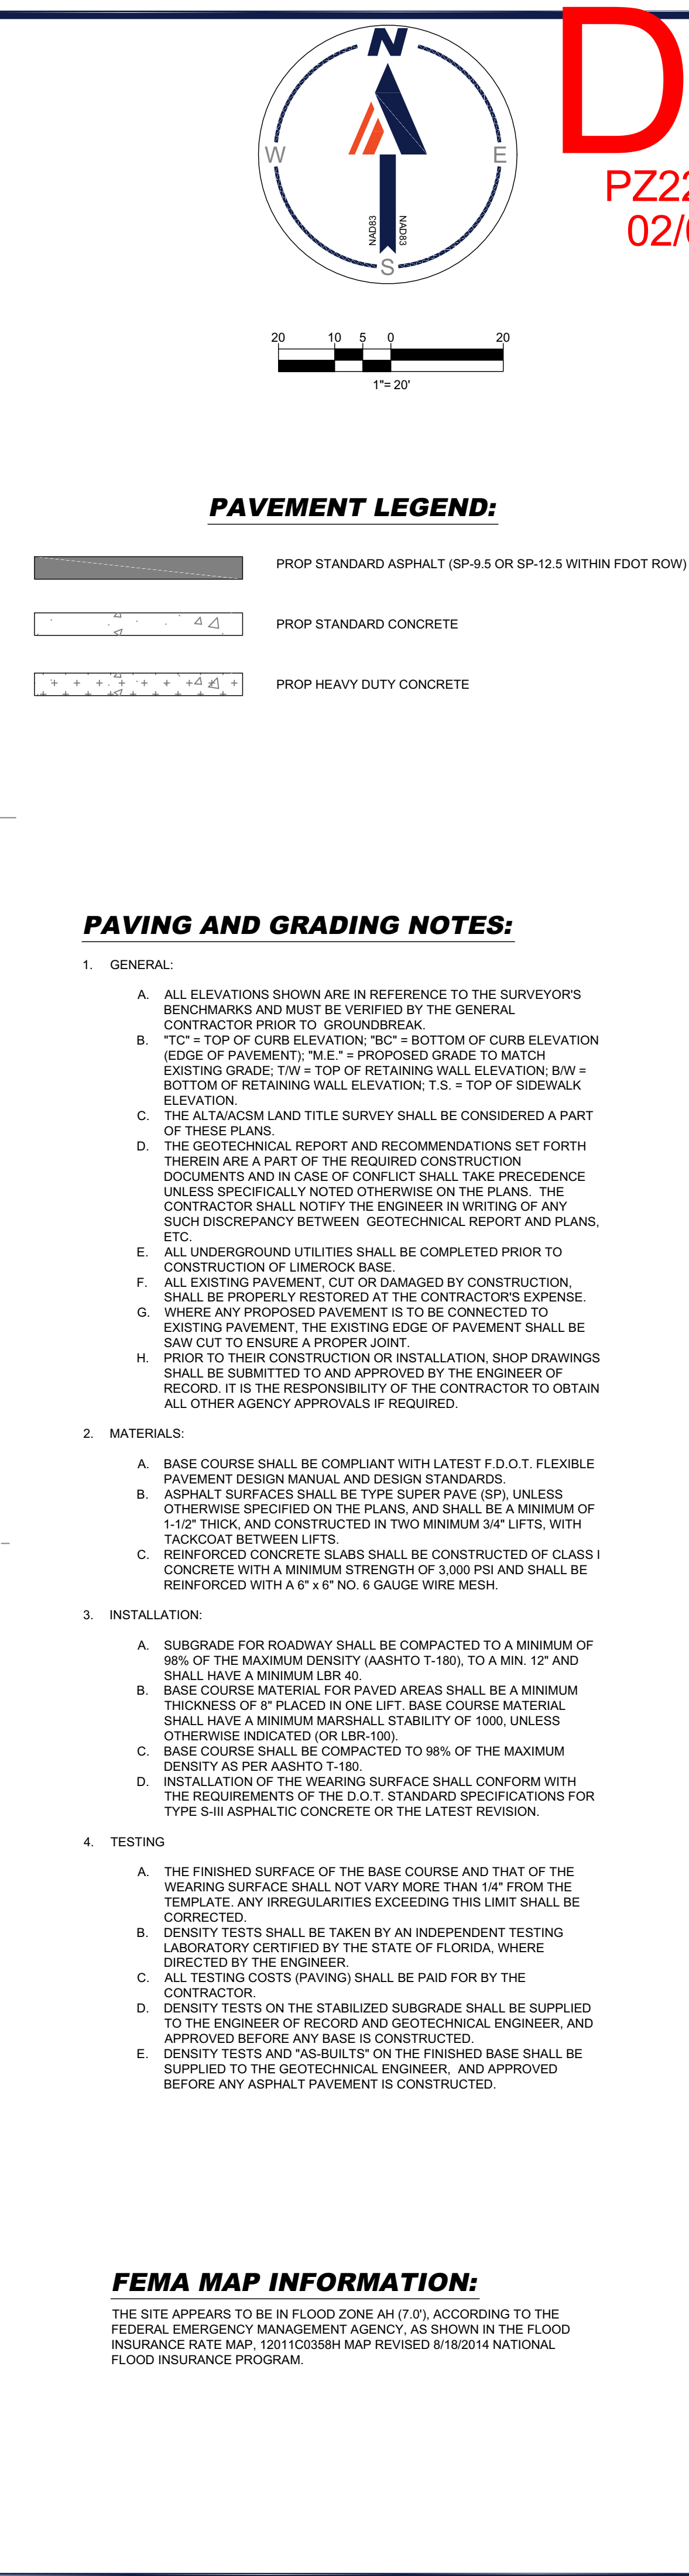 N
D
W
E
PZ22
NAD83
NAD83
02/
S
20 10 5 0 20
1"= 20'
PAVEMENT LEGEND:
PROP STANDARD ASPHALT (SP-9.5 OR SP-12.5 WITHIN FDOT ROW)
PROP STANDARD CONCRETE
PROP HEAVY DUTY CONCRETE
PAVING AND GRADING NOTES:
1. GENERAL:
A. ALL ELEVATIONS SHOWN ARE IN REFERENCE TO THE SURVEYOR'S
BENCHMARKS AND MUST BE VERIFIED BY THE GENERAL
CONTRACTOR PRIOR TO GROUNDBREAK.
B. "TC" = TOP OF CURB ELEVATION; "BC" = BOTTOM OF CURB ELEVATION
(EDGE OF PAVEMENT); "M.E." = PROPOSED GRADE TO MATCH
EXISTING GRADE; T/W = TOP OF RETAINING WALL ELEVATION; B/W =
BOTTOM OF RETAINING WALL ELEVATION; T.S. = TOP OF SIDEWALK
ELEVATION.
C. THE ALTA/ACSM LAND TITLE SURVEY SHALL BE CONSIDERED A PART
OF THESE PLANS.
D. THE GEOTECHNICAL REPORT AND RECOMMENDATIONS SET FORTH
THEREIN ARE A PART OF THE REQUIRED CONSTRUCTION
DOCUMENTS AND IN CASE OF CONFLICT SHALL TAKE PRECEDENCE
UNLESS SPECIFICALLY NOTED OTHERWISE ON THE PLANS. THE
CONTRACTOR SHALL NOTIFY THE ENGINEER IN WRITING OF ANY
SUCH DISCREPANCY BETWEEN GEOTECHNICAL REPORT AND PLANS,
ETC.
E. ALL UNDERGROUND UTILITIES SHALL BE COMPLETED PRIOR TO
CONSTRUCTION OF LIMEROCK BASE.
F. ALL EXISTING PAVEMENT, CUT OR DAMAGED BY CONSTRUCTION,
SHALL BE PROPERLY RESTORED AT THE CONTRACTOR'S EXPENSE.
G. WHERE ANY PROPOSED PAVEMENT IS TO BE CONNECTED TO
EXISTING PAVEMENT, THE EXISTING EDGE OF PAVEMENT SHALL BE
SAW CUT TO ENSURE A PROPER JOINT.
H. PRIOR TO THEIR CONSTRUCTION OR INSTALLATION, SHOP DRAWINGS
SHALL BE SUBMITTED TO AND APPROVED BY THE ENGINEER OF
RECORD. IT IS THE RESPONSIBILITY OF THE CONTRACTOR TO OBTAIN
ALL OTHER AGENCY APPROVALS IF REQUIRED.
2. MATERIALS:
A. BASE COURSE SHALL BE COMPLIANT WITH LATEST F.D.O.T. FLEXIBLE
PAVEMENT DESIGN MANUAL AND DESIGN STANDARDS.
B. ASPHALT SURFACES SHALL BE TYPE SUPER PAVE (SP), UNLESS
OTHERWISE SPECIFIED ON THE PLANS, AND SHALL BE A MINIMUM OF
1-1/2" THICK, AND CONSTRUCTED IN TWO MINIMUM 3/4" LIFTS, WITH
TACKCOAT BETWEEN LIFTS.
C. REINFORCED CONCRETE SLABS SHALL BE CONSTRUCTED OF CLASS I
CONCRETE WITH A MINIMUM STRENGTH OF 3,000 PSI AND SHALL BE
REINFORCED WITH A 6" x 6" NO. 6 GAUGE WIRE MESH.
3. INSTALLATION:
A. SUBGRADE FOR ROADWAY SHALL BE COMPACTED TO A MINIMUM OF
98% OF THE MAXIMUM DENSITY (AASHTO T-180), TO A MIN. 12" AND
SHALL HAVE A MINIMUM LBR 40.
B. BASE COURSE MATERIAL FOR PAVED AREAS SHALL BE A MINIMUM
THICKNESS OF 8" PLACED IN ONE LIFT. BASE COURSE MATERIAL
SHALL HAVE A MINIMUM MARSHALL STABILITY OF 1000, UNLESS
OTHERWISE INDICATED (OR LBR-100).
C. BASE COURSE SHALL BE COMPACTED TO 98% OF THE MAXIMUM
DENSITY AS PER AASHTO T-180.
D. INSTALLATION OF THE WEARING SURFACE SHALL CONFORM WITH
THE REQUIREMENTS OF THE D.O.T. STANDARD SPECIFICATIONS FOR
TYPE S-III ASPHALTIC CONCRETE OR THE LATEST REVISION.
4. TESTING
A. THE FINISHED SURFACE OF THE BASE COURSE AND THAT OF THE
WEARING SURFACE SHALL NOT VARY MORE THAN 1/4" FROM THE
TEMPLATE. ANY IRREGULARITIES EXCEEDING THIS LIMIT SHALL BE
CORRECTED.
B. DENSITY TESTS SHALL BE TAKEN BY AN INDEPENDENT TESTING
LABORATORY CERTIFIED BY THE STATE OF FLORIDA, WHERE
DIRECTED BY THE ENGINEER.
C. ALL TESTING COSTS (PAVING) SHALL BE PAID FOR BY THE
CONTRACTOR.
D. DENSITY TESTS ON THE STABILIZED SUBGRADE SHALL BE SUPPLIED
TO THE ENGINEER OF RECORD AND GEOTECHNICAL ENGINEER, AND
APPROVED BEFORE ANY BASE IS CONSTRUCTED.
E. DENSITY TESTS AND "AS-BUILTS" ON THE FINISHED BASE SHALL BE
SUPPLIED TO THE GEOTECHNICAL ENGINEER, AND APPROVED
BEFORE ANY ASPHALT PAVEMENT IS CONSTRUCTED.
FEMA MAP INFORMATION:
THE SITE APPEARS TO BE IN FLOOD ZONE AH (7.0'), ACCORDING TO THE
FEDERAL EMERGENCY MANAGEMENT AGENCY, AS SHOWN IN THE FLOOD
INSURANCE RATE MAP, 12011C0358H MAP REVISED 8/18/2014 NATIONAL
FLOOD INSURANCE PROGRAM.